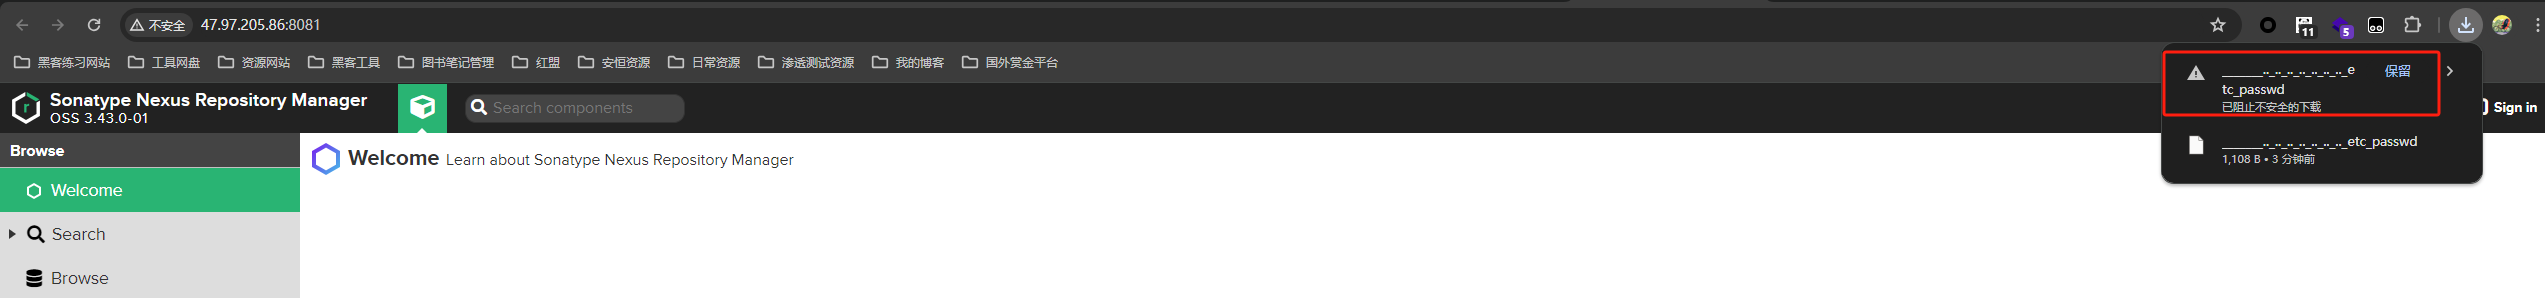 不安全 47.97.205.86:8081
11
5
黑客练习网站 工具网盘 资源网站 黑客工具 图书笔记管理 红盟 安恒资源 日常资源 渗透测试资源 我的博客 国外赏金平台
______.._.._.._.._.._.._.._e
tc_passwd
已阻止不安全的下载
保留
______.._.._.._.._.._.._.._etc_passwd
1,108 B • 3 分钟前
Sonatype Nexus Repository Manager
OSS 3.43.0-01
Search components
Sign in
Browse
Welcome
Search
Browse
Welcome Learn about Sonatype Nexus Repository Manager